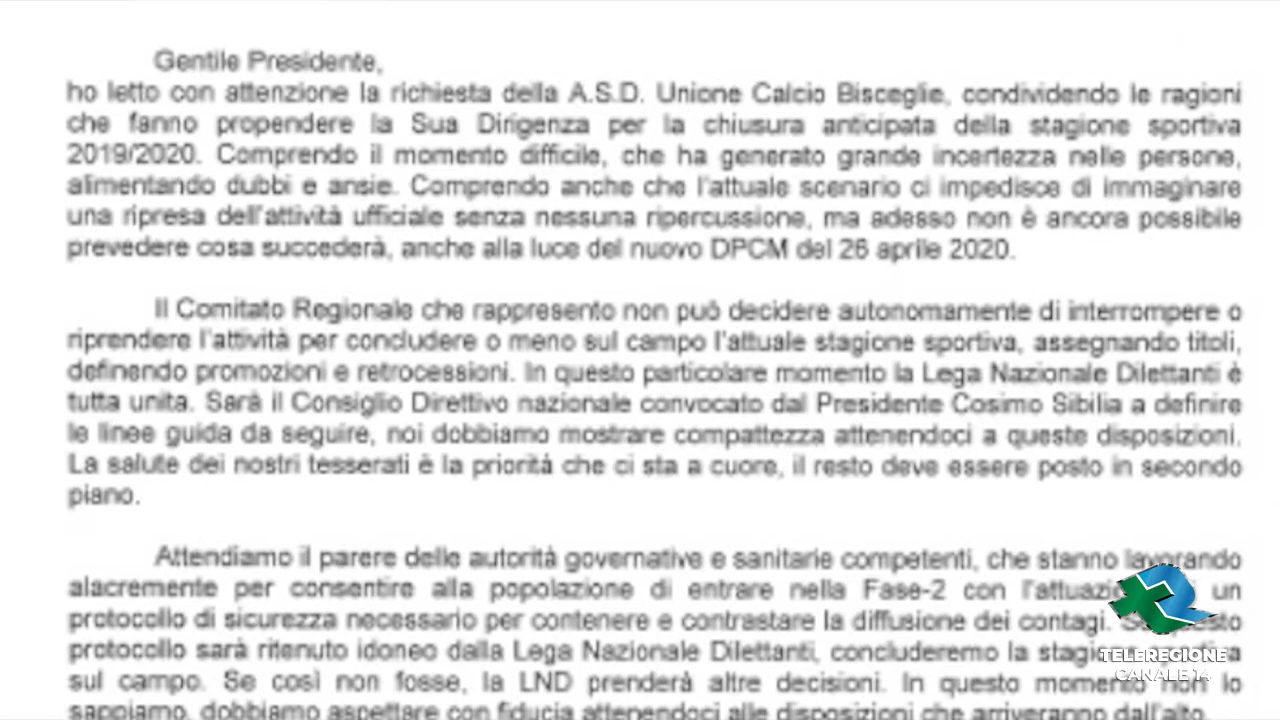 Gentile Presidente,
ho letto con attenzione la richiesta della A.S.D. Unione Calcio Bisceglie, condividendo le ragioni
che fanno propendere la Sua Dirigenza per la chiusura anticipata della stagione sportiva
2019/2020. Comprendo il momento difficile, che ha generato grande incertezza nelle persone,
alimentando dubbi e ansie. Comprendo anche che l'attuale scenario ci impedisce di immaginare
una ripresa dell'attività ufficiale senza nessuna ripercussione, ma adesso non è ancora possibile
prevedere cosa succederà, anche alla luce del nuovo DPCM del 26 aprile 2020.
Il Comitato Regionale che rappresento non può decidere autonomamente di interrompere o
riprendere l'attività per concludere o meno sul campo l'attuale stagione sportiva, assegnando titoli,
definendo promozioni e retrocessioni. In questo particolare momento la Lega Nazionale Dilettanti è
tutta unita. Sarà il Consiglio Direttivo nazionale convocato dal Presidente Cosimo Sibilia a definire
le linee guida da seguire, noi dobbiamo mostrare compattezza attenendoci a queste disposizioni.
La salute dei nostri tesserati è la priorità che ci sta a cuore, il resto deve essere posto in secondo
piano.
Attendiamo il parere delle autorità governative e sanitarie competenti, che stanno lavorando
alacremente per consentire alla popolazione di entrare nella Fase-2 con un
protocollo di sicurezza necessario per contenere e contrastare la diffusione dei contagi.
protocollo sarà ritenuto idoneo dalla Lega Nazionale Dilettanti, concluderemo la
sul campo. Se così non fosse, la LND prenderà altre decisioni. In questo momento non lo
sappiamo, dobbiamo aspettare con fiducia attenendoci alle disposizioni che arriveranno dall'alto.
TELEREGIONE
CANALE 14